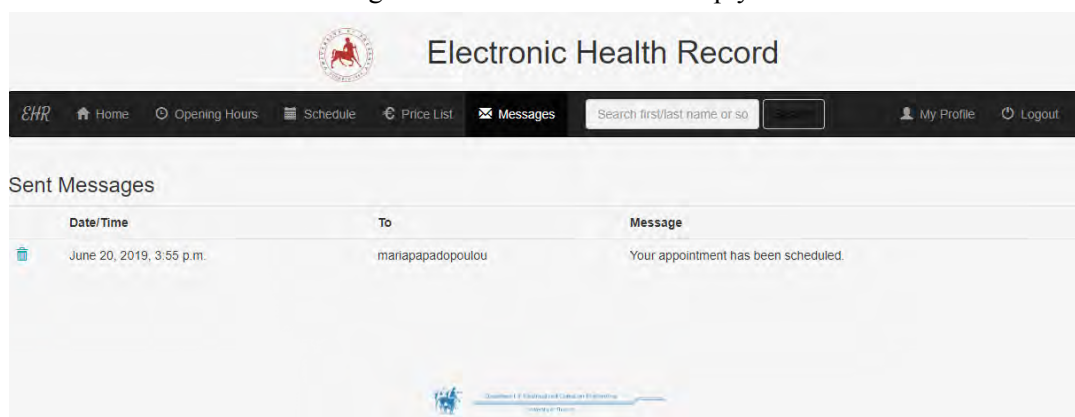 Electronic Health Record
EHR Home Opening Hours Schedule Price List Messages Search first/last name or so My Profile Logout
Sent Messages
Date/Time To Message
June 20, 2019, 3:55 p.m. mariapapadopoulou Your appointment has been scheduled.